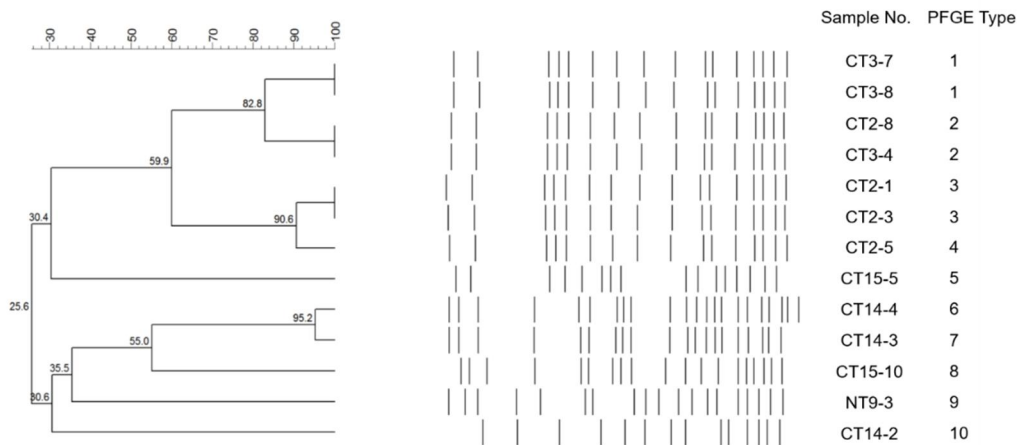 Sample No. PFGE Type
30 40 50 60 70 80 90 100
CT3-7 1
CT3-8 1
82.8
CT2-8 2
CT3-4 2
59.9
CT2-1 3
CT2-3 3
90.6
30.4
CT2-5 4
CT15-5 5
25.6
CT14-4 6
95.2
CT14-3 7
55.0
CT15-10 8
35.5
NT9-3 9
30.6
CT14-2 10